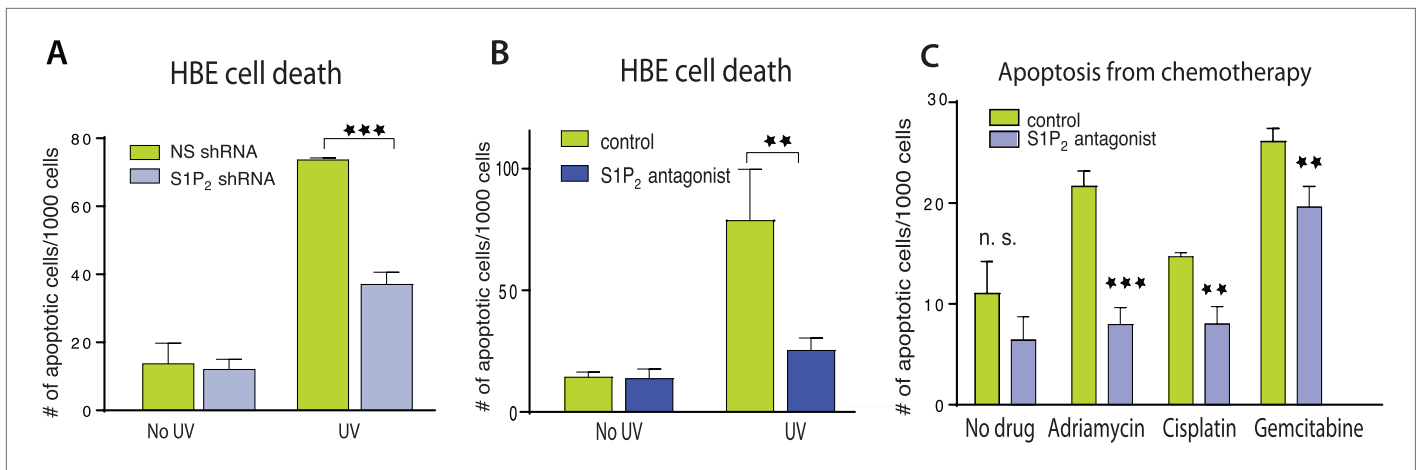 A
HBE cell death
# of apoptotic cells/1000 cells
80
60
40
20
0
NS shRNA
S1P2 shRNA
★★★
No UV
UV
B
HBE cell death
# of apoptotic cells/1000 cells
100
50
0
control
S1P2 antagonist
★★
No UV
UV
C
Apoptosis from chemotherapy
# of apoptotic cells/1000 cells
30
20
10
0
control
S1P2 antagonist
n. s.
★★★
★★
★★
No drug
Adriamycin
Cisplatin
Gemcitabine